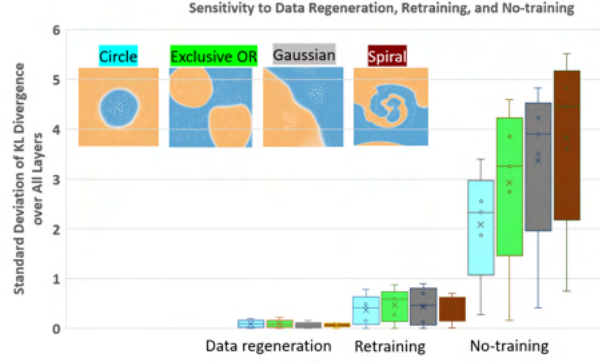 Sensitivity to Data Regeneration, Retraining, and No-training
Standard Deviation of KL Divergence
over All Layers
6
5
4
3
2
1
0
Circle
Exclusive OR
Gaussian
Spiral
Data regeneration
Retraining
No-training